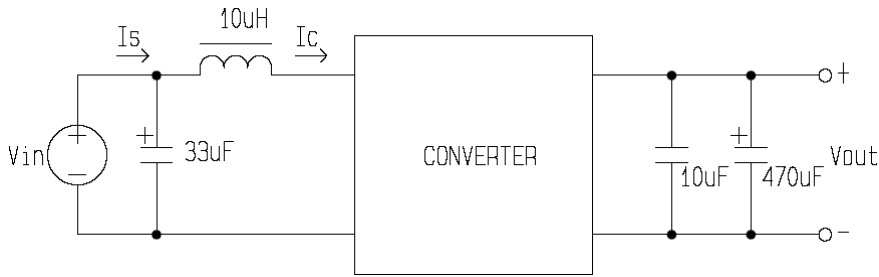 10uH
Is
Ic
+
+
+
+
Vin
33uF
CONVERTER
10uF
470uF
Vout
−
-